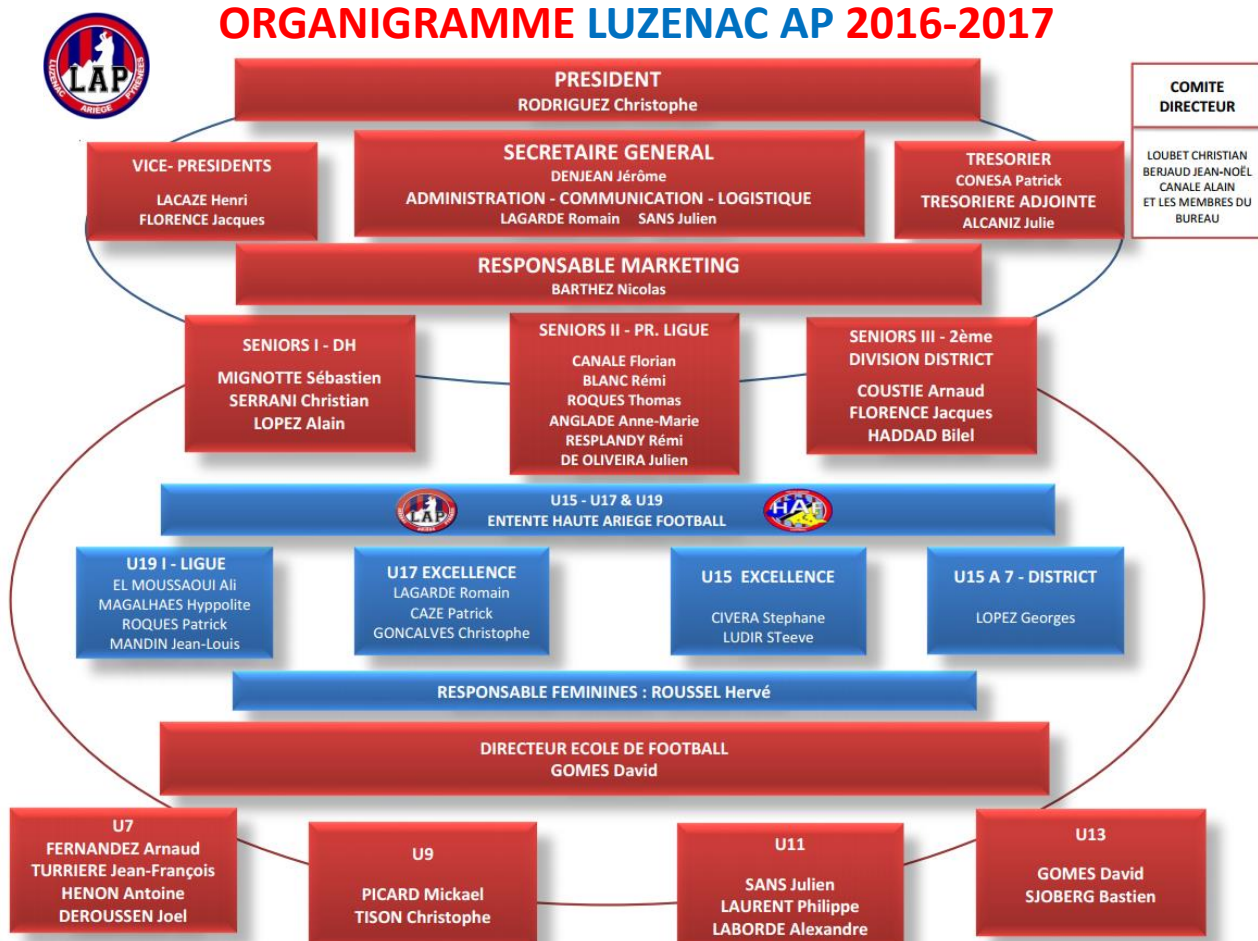 ORGANIGRAMME LUZENAC AP 2016-2017
LAP
LUZENAC ARIÈGE PYRENEES
PRESIDENT
RODRIGUEZ Christophe
COMITE
DIRECTEUR
LOUBET CHRISTIAN
BERJAUD JEAN-NOËL
CANALE ALAIN
ET LES MEMBRES DU
BUREAU
VICE- PRESIDENTS
LACAZE Henri
FLORENCE Jacques
SECRETAIRE GENERAL
DENJEAN Jérôme
ADMINISTRATION - COMMUNICATION - LOGISTIQUE
LAGARDE Romain SANS Julien
TRESORIER
CONESA Patrick
TRESORIERE ADJOINTE
ALCANIZ Julie
RESPONSABLE MARKETING
BARTHEZ Nicolas
SENIORS I - DH
MIGNOTTE Sébastien
SERRANI Christian
LOPEZ Alain
SENIORS II - PR. LIGUE
CANALE Florian
BLANC Rémi
ROQUES Thomas
ANGLADE Anne-Marie
RESPLANDY Rémi
DE OLIVEIRA Julien
SENIORS III - 2ème
DIVISION DISTRICT
COUSTIE Arnaud
FLORENCE Jacques
HADDAD Bilel
LAP
U15 - U17 & U19
ENTENTE HAUTE ARIEGE FOOTBALL
HAF
U19 I - LIGUE
EL MOUSSAOUI Ali
MAGALHAES Hyppolite
ROQUES Patrick
MANDIN Jean-Louis
U17 EXCELLENCE
LAGARDE Romain
CAZE Patrick
GONCALVES Christophe
U15 EXCELLENCE
CIVERA Stephane
LUDIR STeeve
U15 A 7 - DISTRICT
LOPEZ Georges
RESPONSABLE FEMININES : ROUSSEL Hervé
DIRECTEUR ECOLE DE FOOTBALL
GOMES David
U7
FERNANDEZ Arnaud
TURRIERE Jean-François
HENON Antoine
DEROUSSEN Joel
U9
PICARD Mickael
TISON Christophe
U11
SANS Julien
LAURENT Philippe
LABORDE Alexandre
U13
GOMES David
SJOBERG Bastien